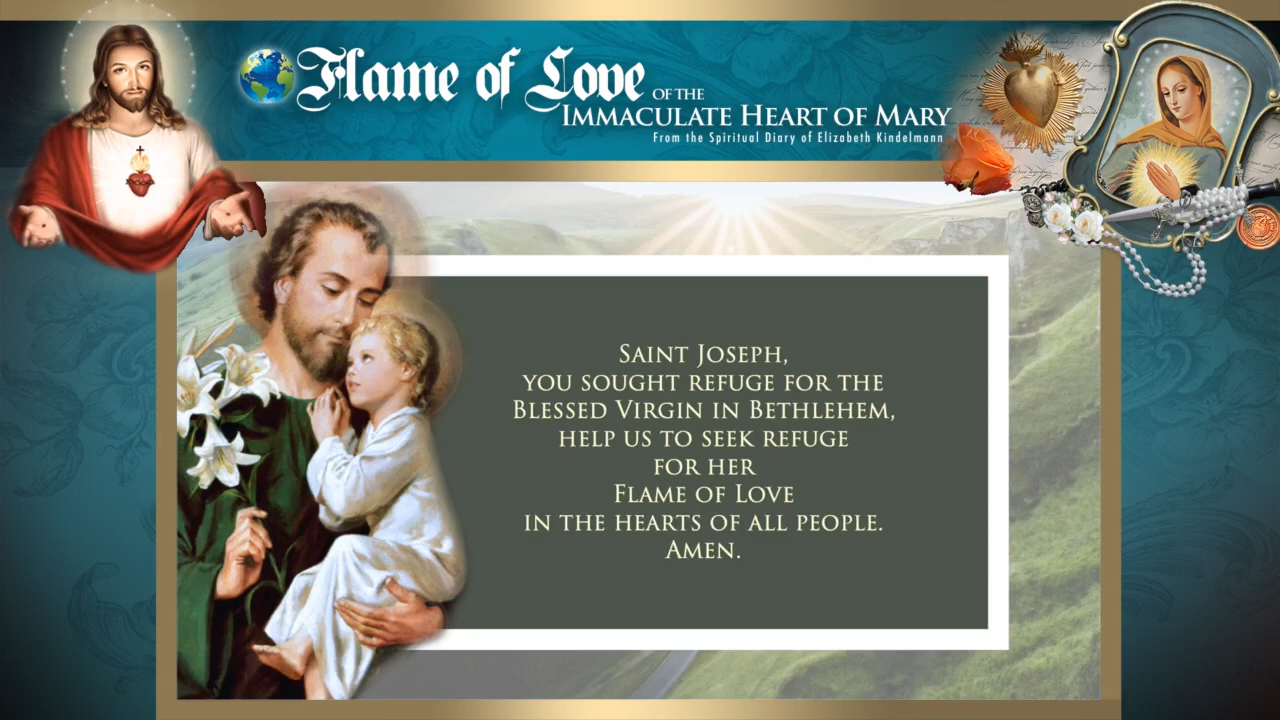 Flame of Love OF THE
IMMACULATE HEART OF MARY
From the Spiritual Diary of Elizabeth Kindelmann
SAINT JOSEPH,
YOU SOUGHT REFUGE FOR THE
BLESSED VIRGIN IN BETHLEHEM,
HELP US TO SEEK REFUGE
FOR HER
FLAME OF LOVE
IN THE HEARTS OF ALL PEOPLE.
AMEN.